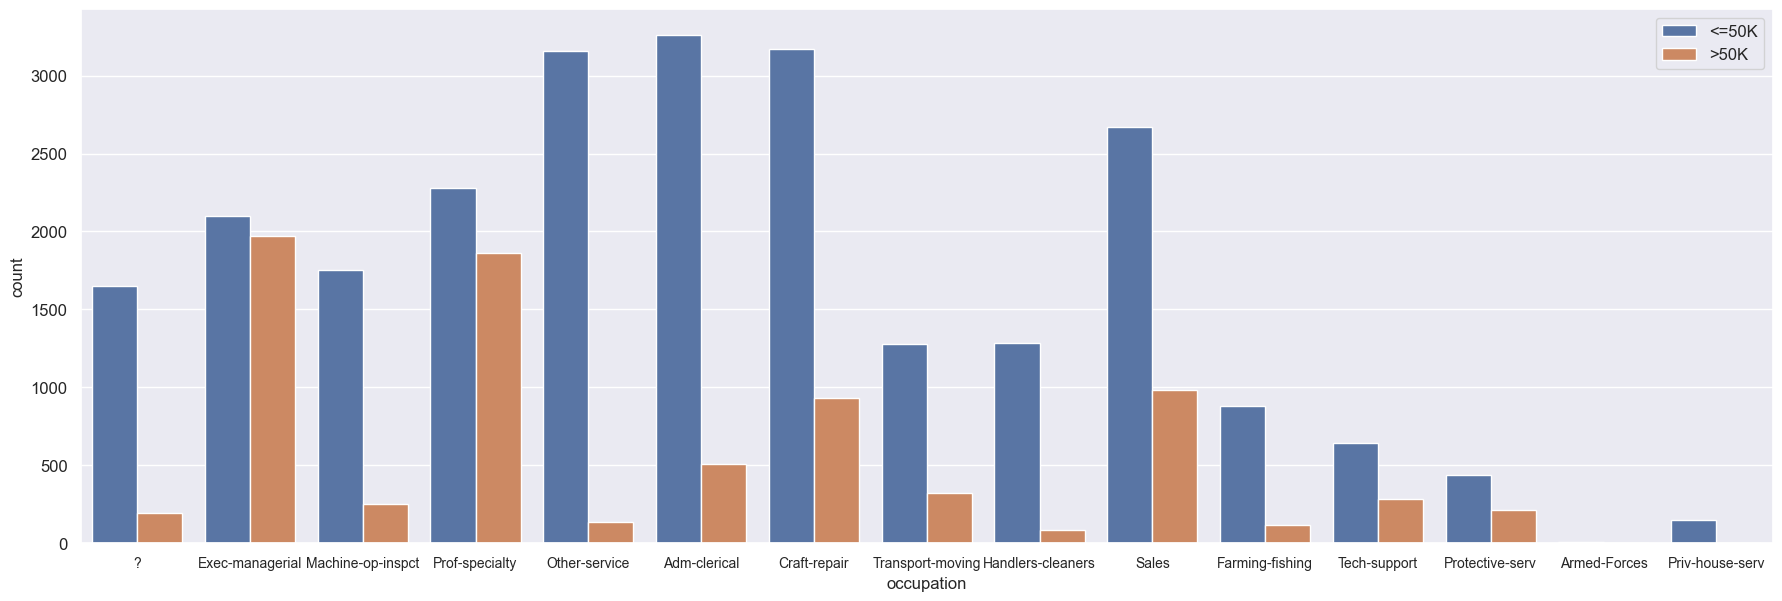 <=50K
>50K
3000
2500
2000
1500
1000
500
0
count
? Exec-managerial Machine-op-inspct Prof-specialty Other-service Adm-clerical Craft-repair Transport-moving Handlers-cleaners Sales Farming-fishing Tech-support Protective-serv Armed-Forces Priv-house-serv
occupation